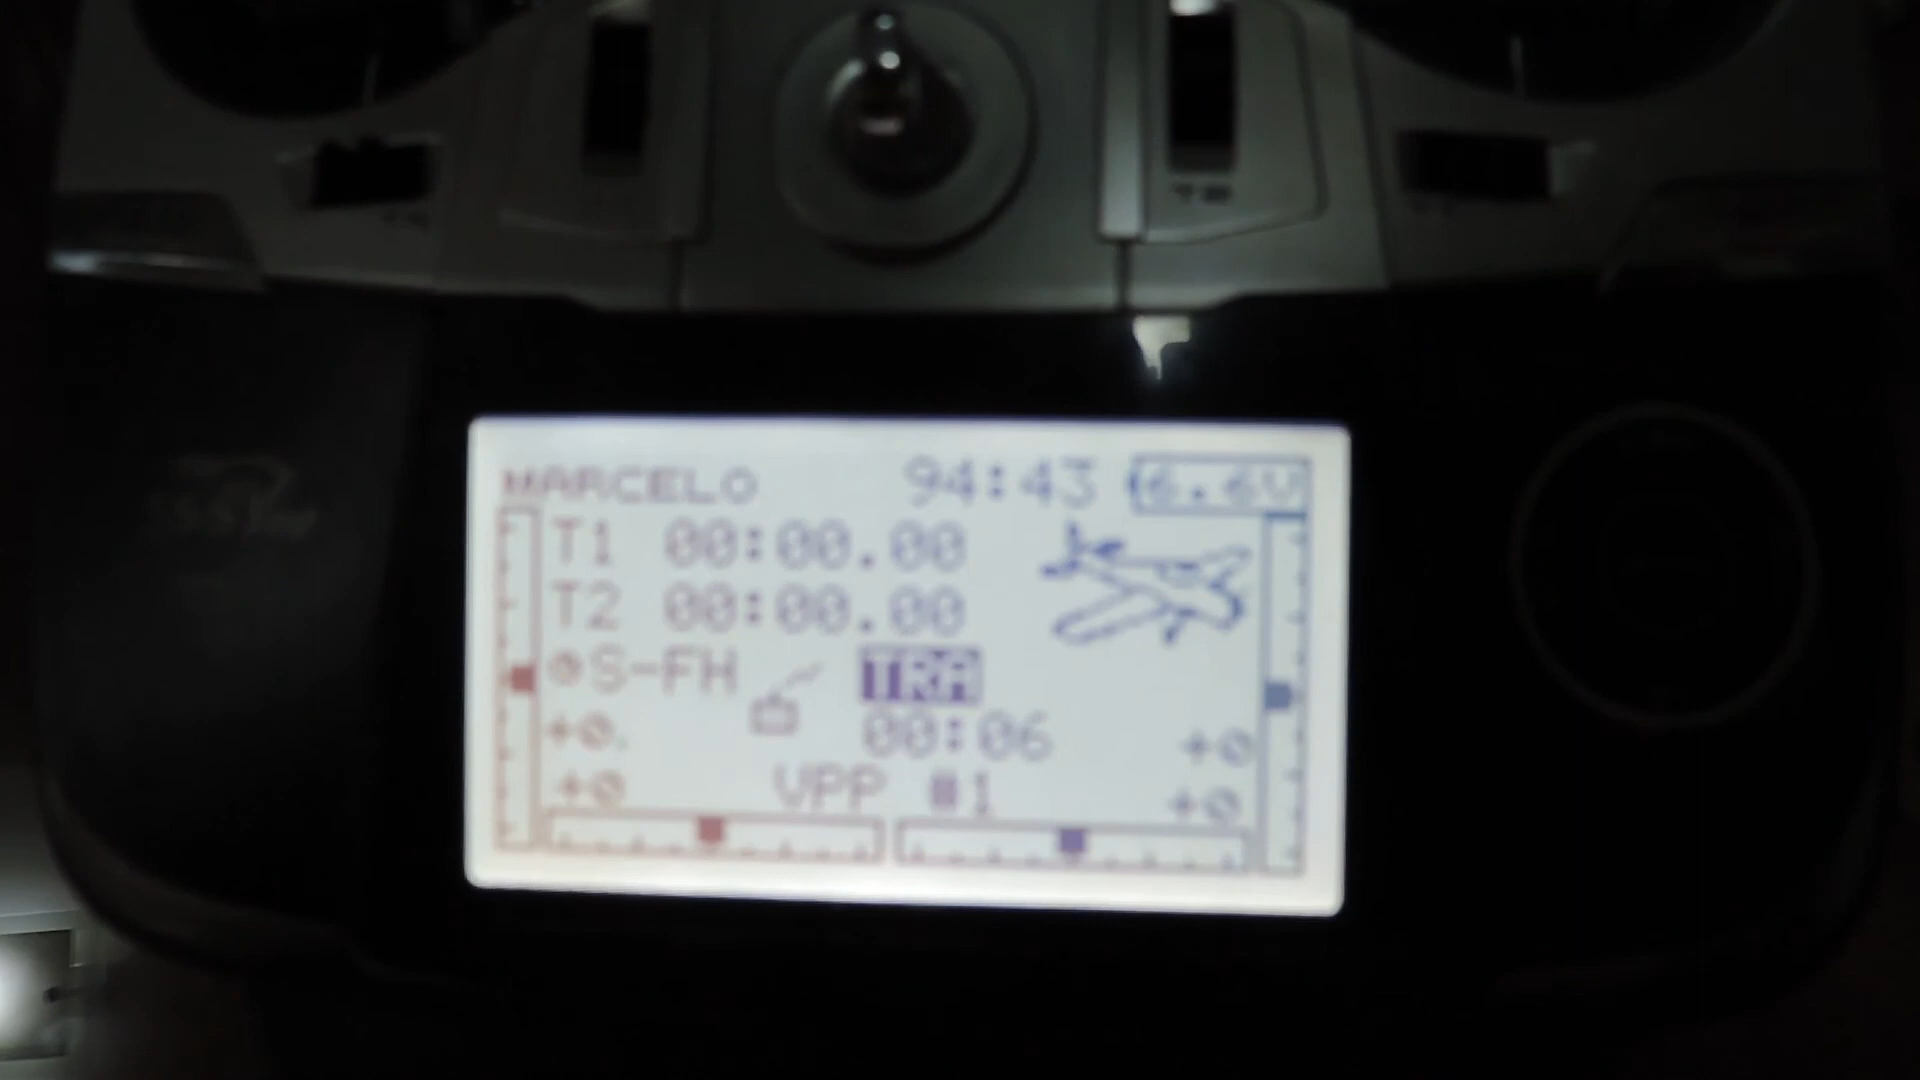 MARCELO 94:43 6.6V
T1 00:00.00
T2 00:00.00
S-FH TRA
+0. 00:06 +0
+0 VPP #1 +0